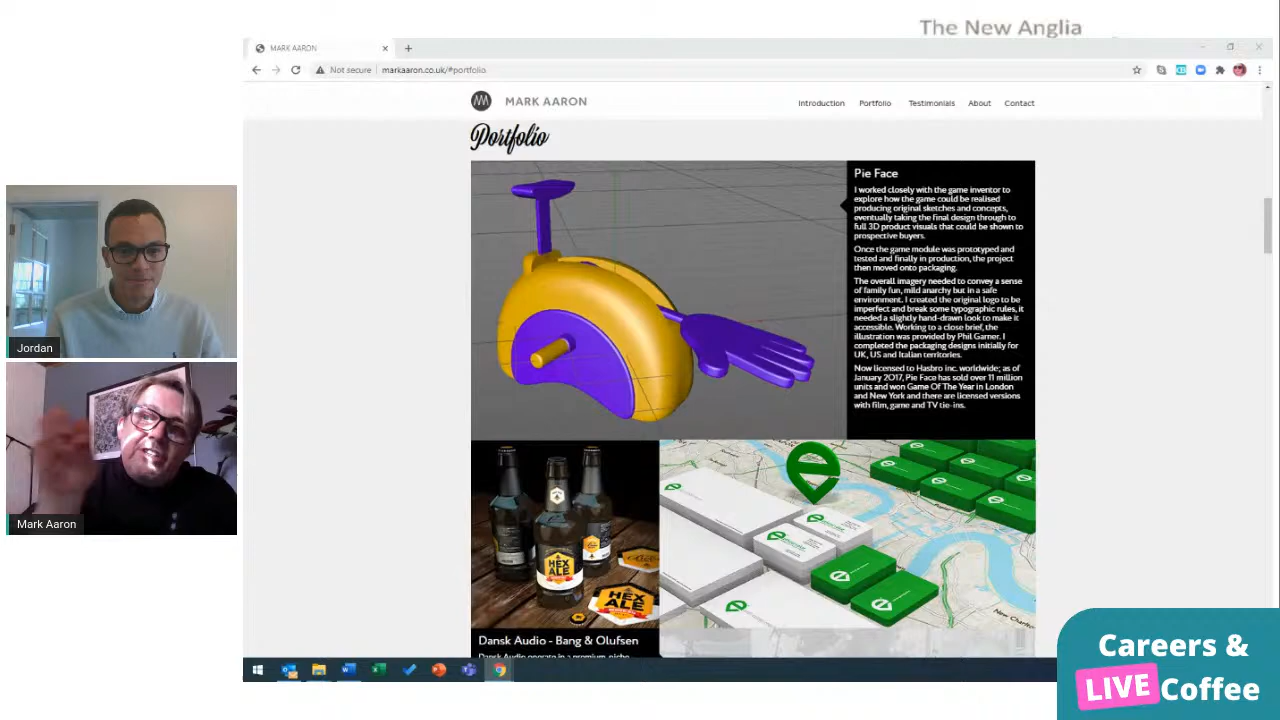 The New Anglia
MARK AARON
Not secure
markaaron.co.uk/#portfolio
MARK AARON
Introduction
Portfolio
Testimonials
About
Contact
Portfolio
Pie Face
I worked closely with the game inventor to
explore how the game could be realised
producing original sketches and concepts,
eventually taking the final design through to
full 3D product visuals that could be shown to
prospective buyers.
Once the game module was prototyped and
tested and finally in production, the project
then moved onto packaging.
The overall imagery needed to convey a sense
of family fun, mild anarchy but in a safe
environment. I created the original logo to be
imperfect and break some typographic rules, it
needed a slightly hand-drawn look to make it
accessible. Working to a close brief, the
illustration was provided by Phil Garner. I
completed the packaging designs initially for
UK, US and Italian territories.
Now licensed to Hasbro inc. worldwide; as of
January 2017, Pie Face has sold over 11 million
units and won Game Of The Year in London
and New York and there are licensed versions
with film, game and TV tie-ins.
Jordan
Mark Aaron
HEX
ALE
HEX
ALE
Dansk Audio - Bang & Olufsen
Careers &
LIVE Coffee